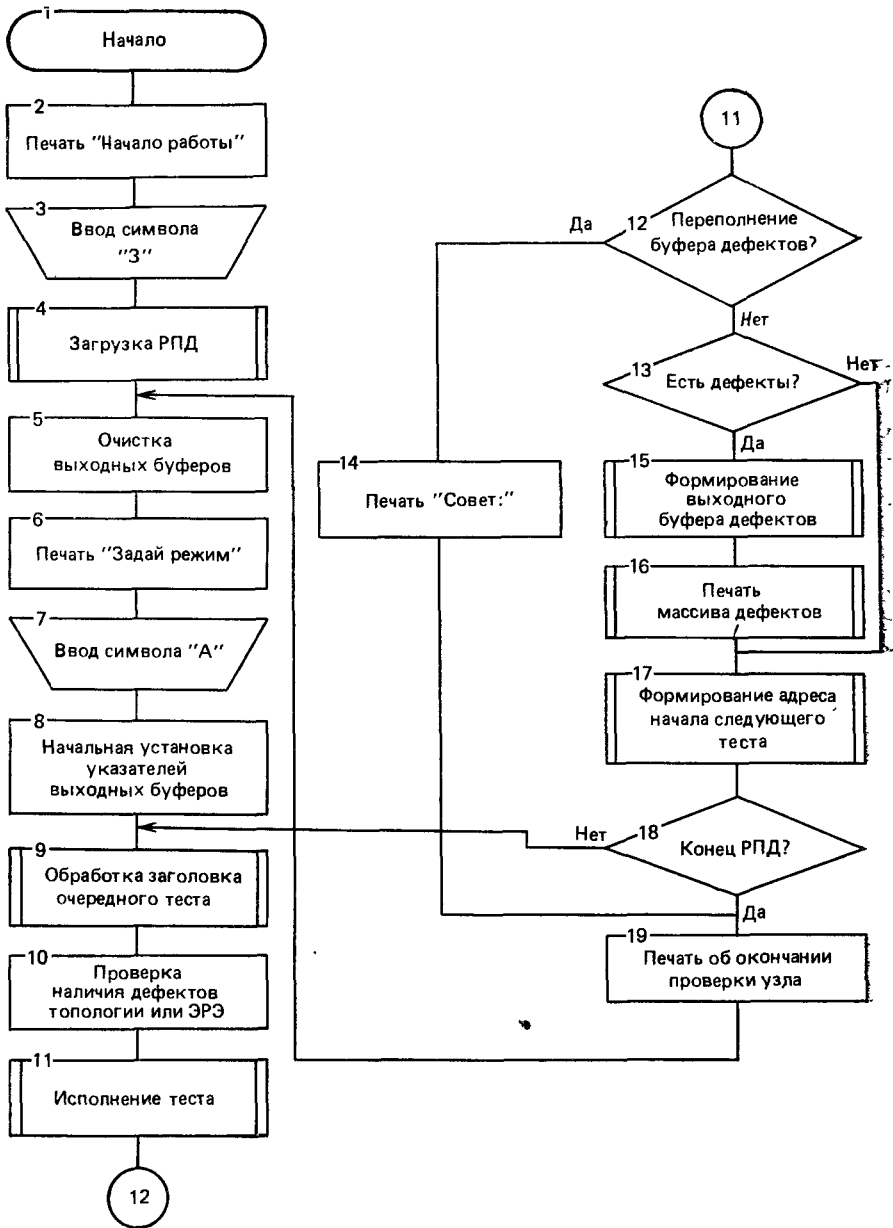 1
Начало
2
Печать "Начало работы"
3
Ввод символа
"З"
4
Загрузка РПД
5
Очистка
выходных буферов
6
Печать "Задай режим"
7
Ввод символа "А"
8
Начальная установка
указателей
выходных буферов
9
Обработка заголовка
очередного теста
10
Проверка
наличия дефектов
топологии или ЭРЭ
11
Исполнение теста
12
11
12
Переполнение
буфера дефектов?
Да
Нет
13
Есть дефекты?
Нет
Да
14
Печать "Совет:"
15
Формирование
выходного
буфера дефектов
16
Печать
массива дефектов
17
Формирование адреса
начала следующего
теста
18
Конец РПД?
Нет
Да
19
Печать об окончании
проверки узла